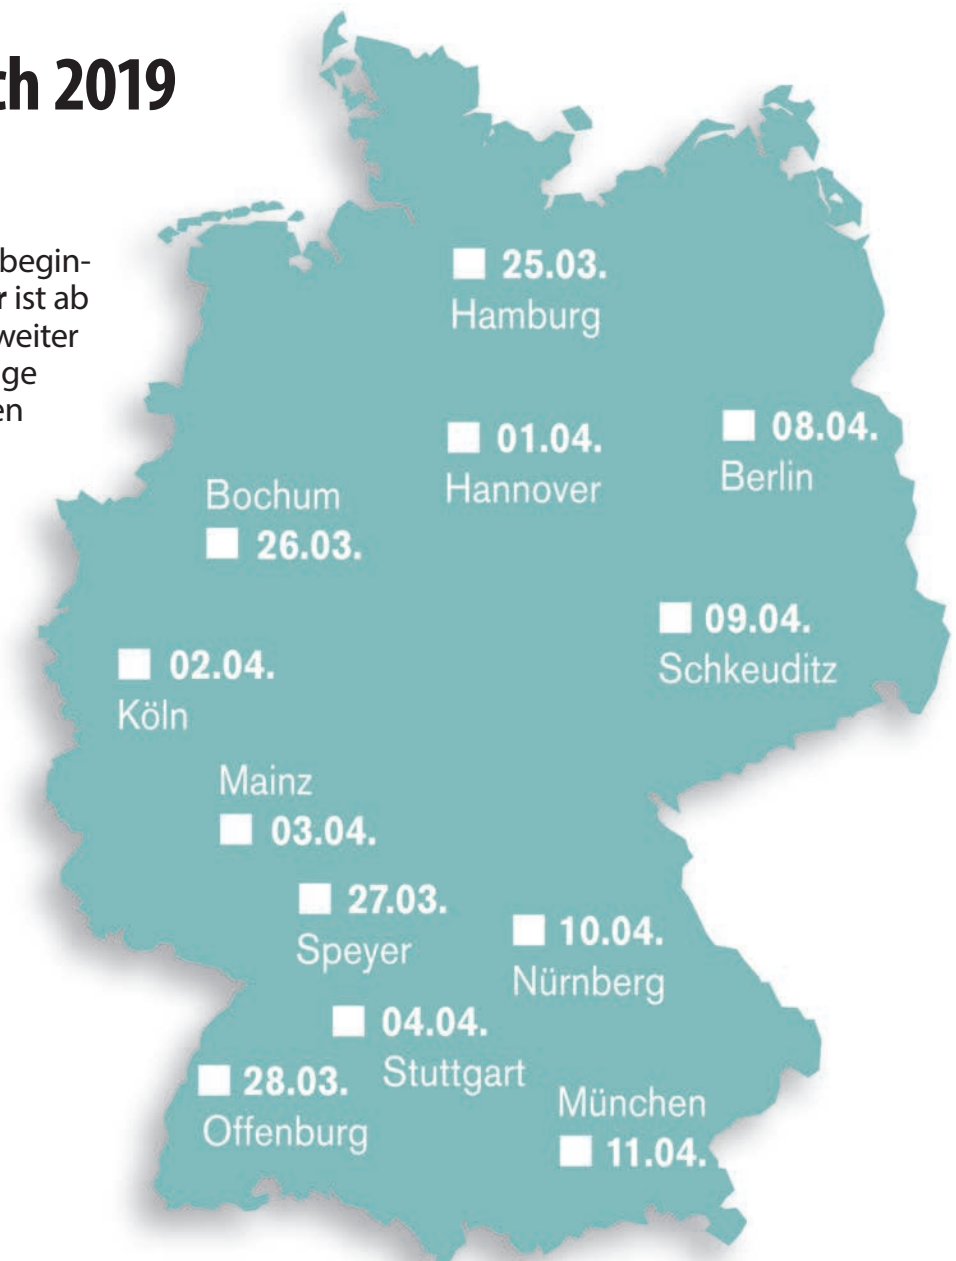 ch 2019
begin-
r ist ab
weiter
ge
en
25.03.
Hamburg
01.04.
Hannover
08.04.
Berlin
Bochum
26.03.
09.04.
Schkeuditz
02.04.
Köln
Mainz
03.04.
27.03.
Speyer
10.04.
Nürnberg
04.04.
Stuttgart
28.03.
Offenburg
München
11.04.